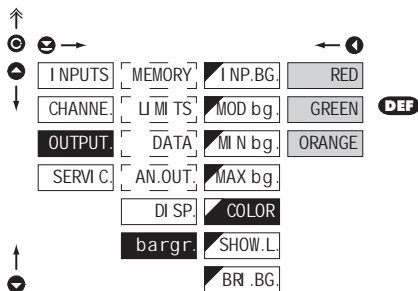 INPUTS MEMORY INP.BG. RED
CHANNE. LIMITS MOD bg. GREEN DEF
OUTPUT. DATA MIN bg. ORANGE
SERVIC. AN.OUT. MAX bg.
DISP. COLOR
bargr. SHOW.L.
BRI.BG.